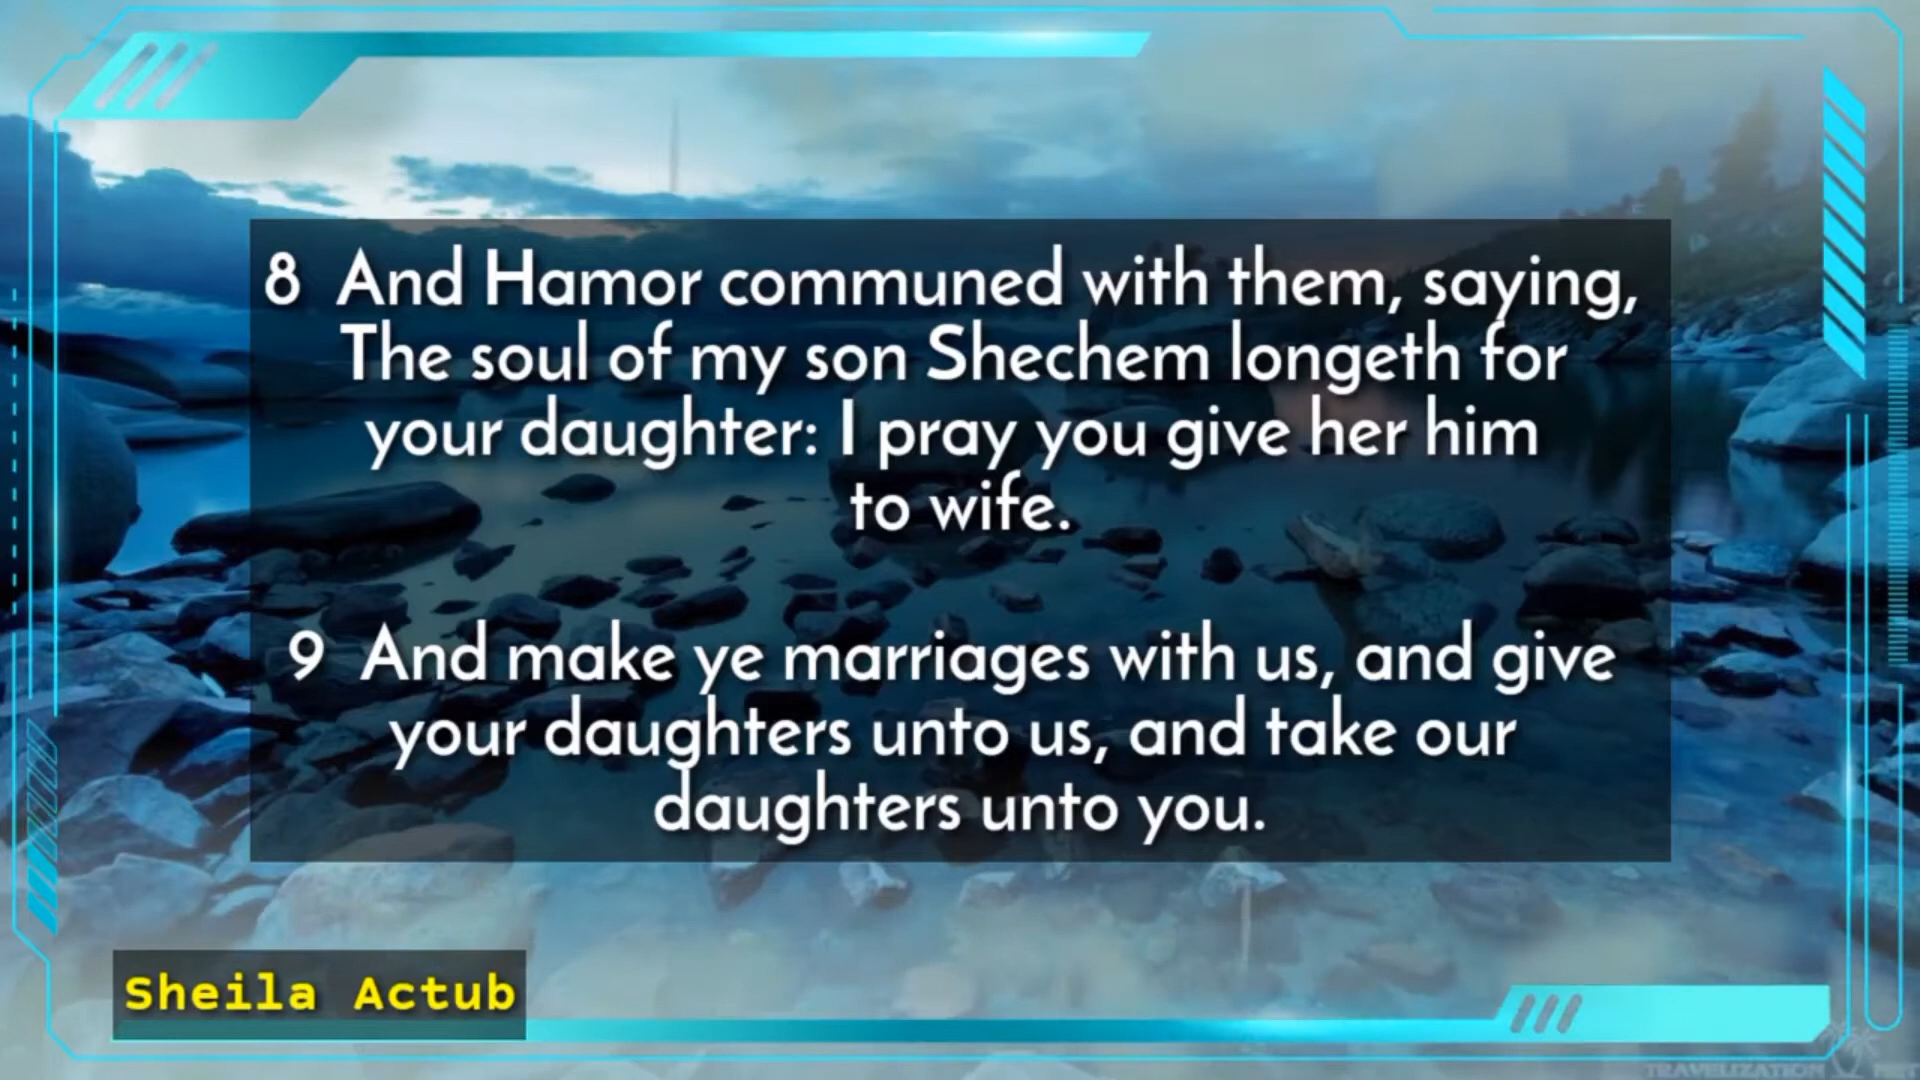 8 And Hamor communed with them, saying,
The soul of my son Shechem longeth for
your daughter: I pray you give her him
to wife.
9 And make ye marriages with us, and give
your daughters unto us, and take our
daughters unto you.
Sheila Actub
TRAVELIZATION NET